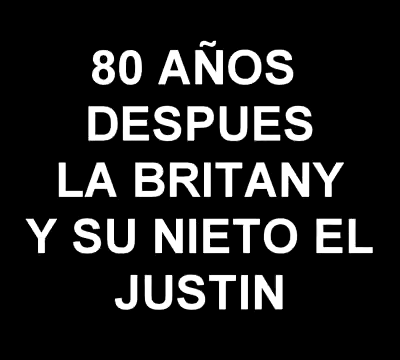 80 AÑOS
DESPUES
LA BRITANY
Y SU NIETO EL
JUSTIN